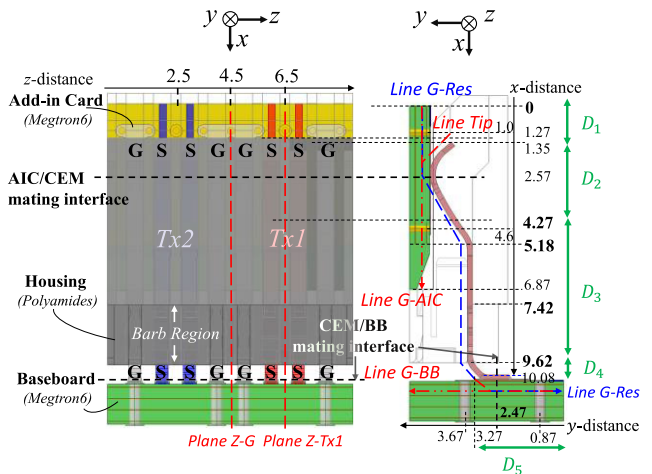 y z
x
z-distance
2.5 4.5 6.5
Add-in Card
(Megtron6)
G S S G G S S G
AIC/CEM
mating interface
Tx2 Tx1
Housing
(Polyamides)
Barb Region
CEM/BB
mating interface
G S S G G S S G
Baseboard
(Megtron6)
Plane Z-G Plane Z-Tx1
y z
x
Line G-Res
x-distance
0
Line Tip
1.0
1.27
1.35
2.57
4.27
4.6
5.18
6.87
Line G-AIC
7.42
9.62
Line G-BB
10.08
Line G-Res
2.47
y-distance
3.67 3.27 0.87
D1
D2
D3
D4
D5